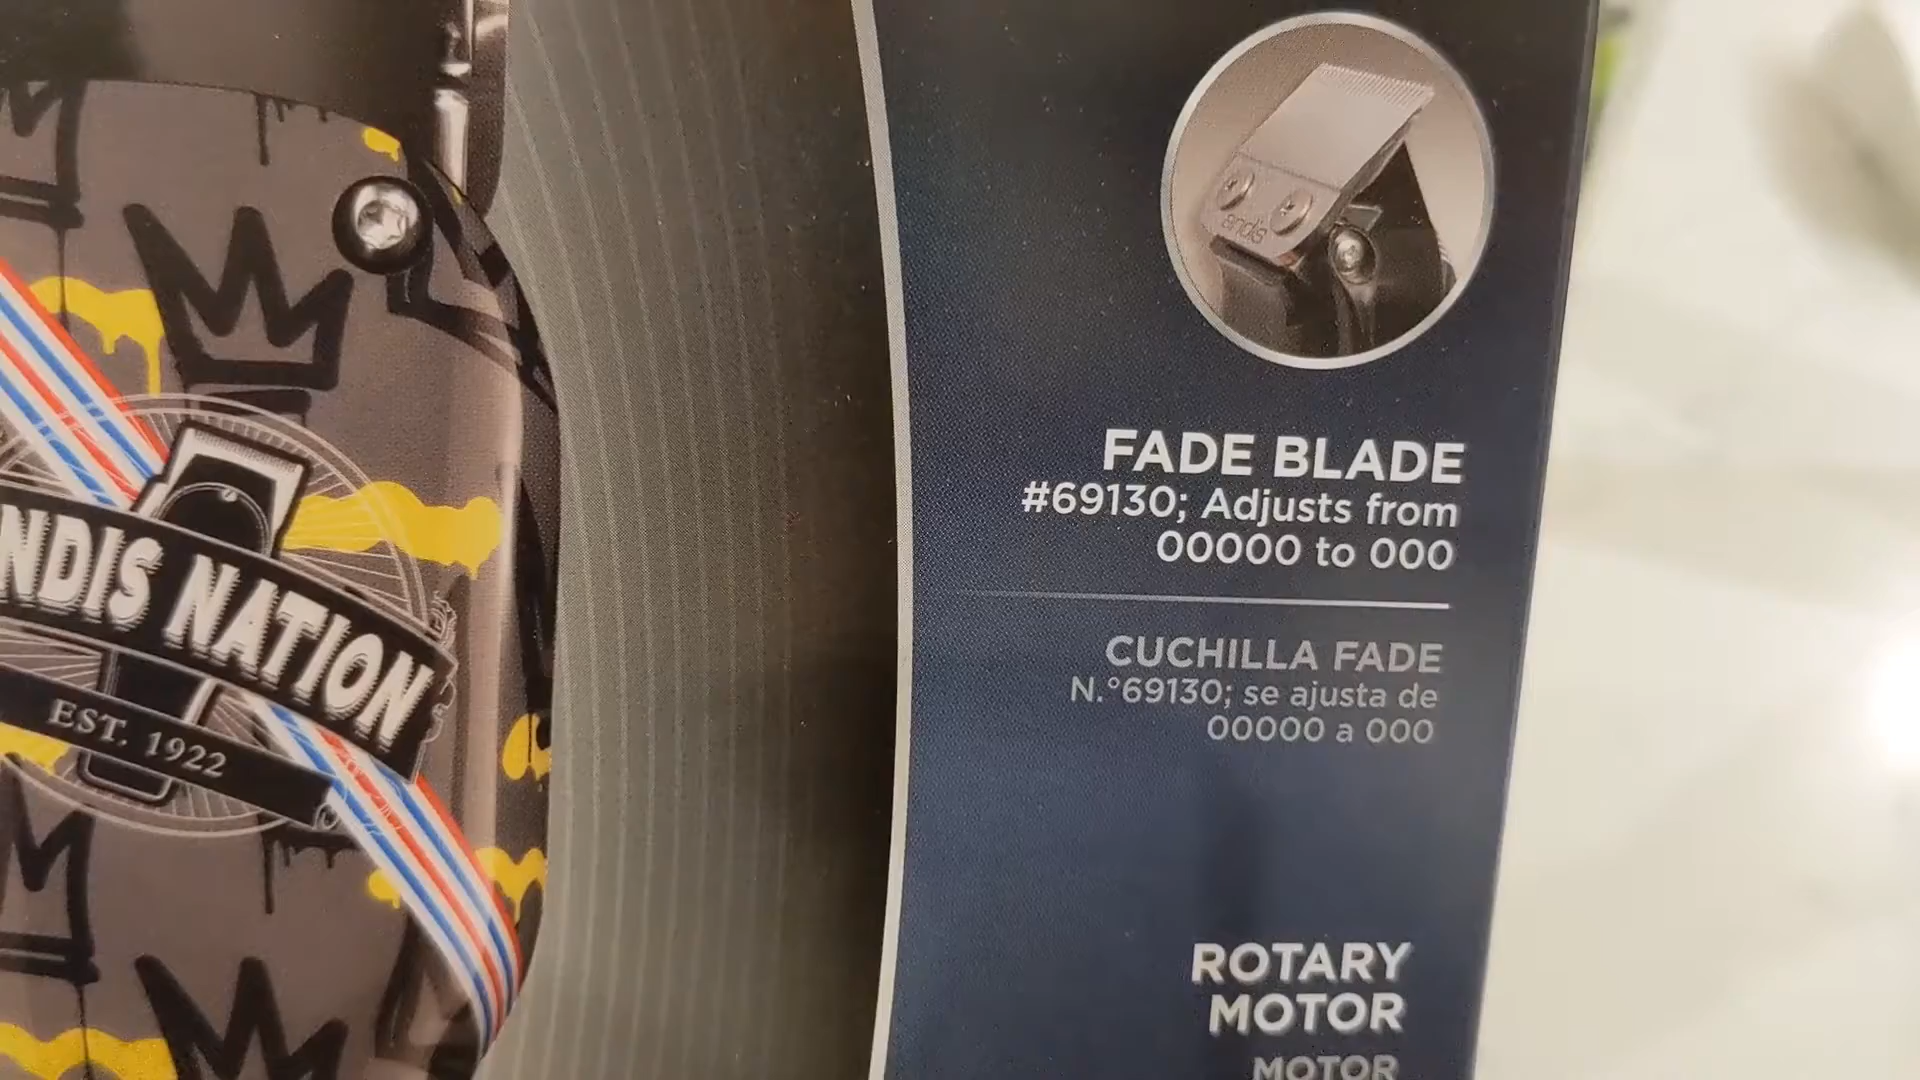 NDIS NATION
EST. 1922
andis
FADE BLADE
#69130; Adjusts from
00000 to 000
CUCHILLA FADE
N.°69130; se ajusta de
00000 a 000
ROTARY
MOTOR
MOTOR